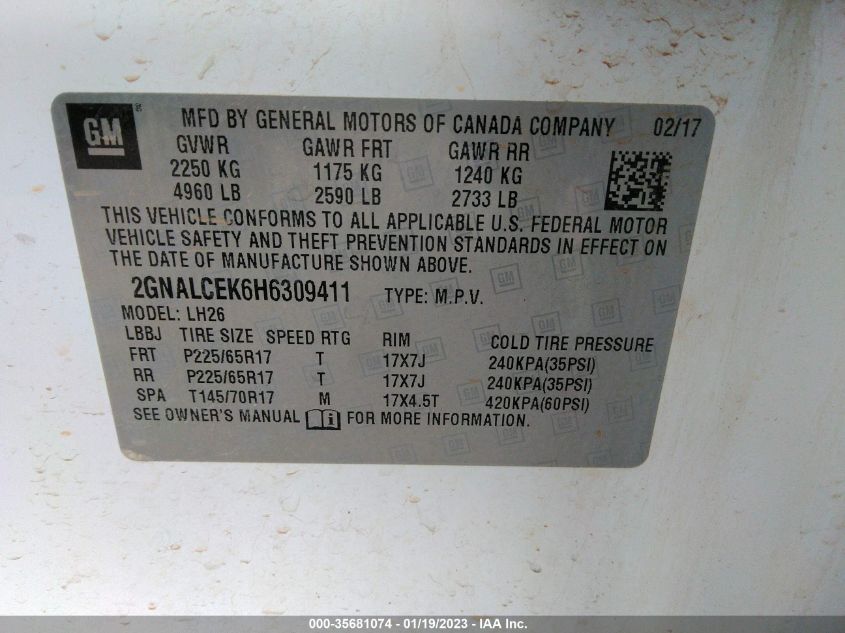 GM
MFD BY GENERAL MOTORS OF CANADA COMPANY 02/17
GVWR GAWR FRT GAWR RR
2250 KG 1175 KG 1240 KG
4960 LB 2590 LB 2733 LB
THIS VEHICLE CONFORMS TO ALL APPLICABLE U.S. FEDERAL MOTOR
VEHICLE SAFETY AND THEFT PREVENTION STANDARDS IN EFFECT ON
THE DATE OF MANUFACTURE SHOWN ABOVE.
2GNALCEK6H6309411 TYPE: M.P.V.
MODEL: LH26
LBBJ TIRE SIZE SPEED RTG RIM COLD TIRE PRESSURE
FRT P225/65R17 T 17X7J 240KPA(35PSI)
RR P225/65R17 T 17X7J 240KPA(35PSI)
SPA T145/70R17 M 17X4.5T 420KPA(60PSI)
SEE OWNER'S MANUAL FOR MORE INFORMATION.
000-35681074 - 01/19/2023 - IAA Inc.